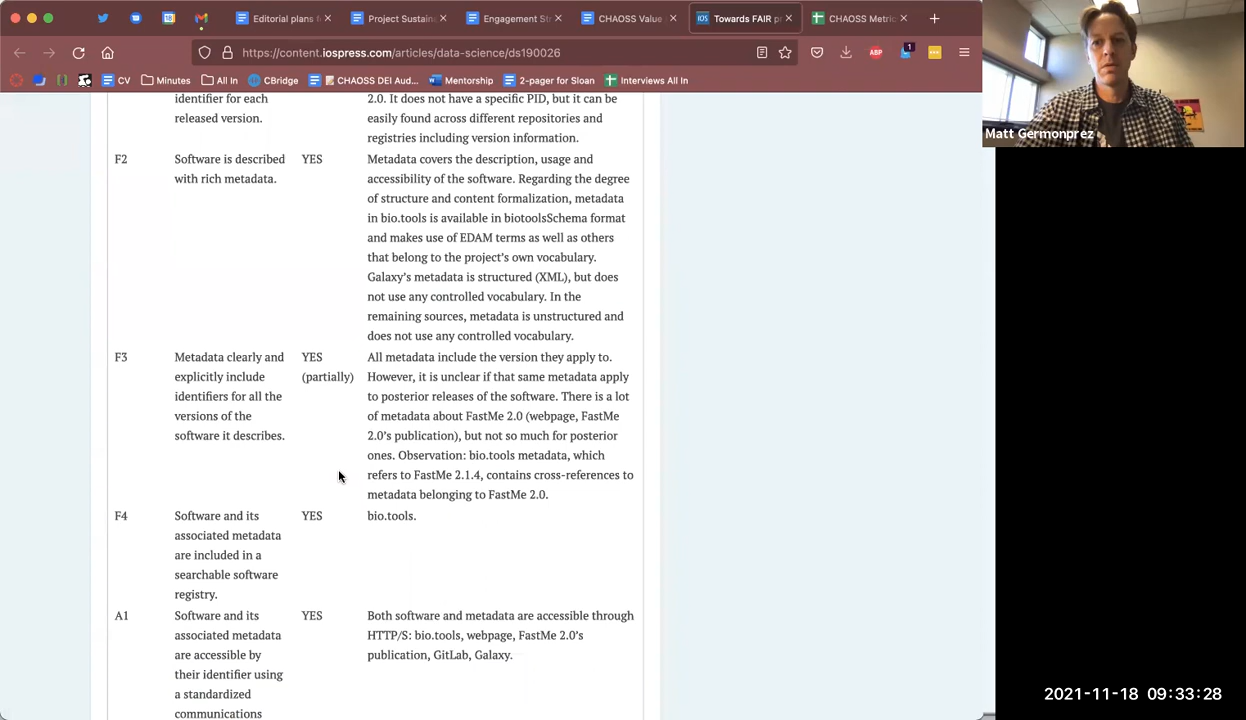 Editorial plans f
Project Sustaina
Engagement Str
CHAOSS Value
Towards FAIR pr
CHAOSS Metric
https://content.iospress.com/articles/data-science/ds190026
CV
Minutes
All In
CBridge
CHAOSS DEI Aud...
Mentorship
2-pager for Sloan
Interviews All In
Matt Germonprez
identifier for each
released version.
2.0. It does not have a specific PID, but it can be
easily found across different repositories and
registries including version information.
F2
Software is described
with rich metadata.
YES
Metadata covers the description, usage and
accessibility of the software. Regarding the degree
of structure and content formalization, metadata
in bio.tools is available in biotoolsSchema format
and makes use of EDAM terms as well as others
that belong to the project's own vocabulary.
Galaxy's metadata is structured (XML), but does
not use any controlled vocabulary. In the
remaining sources, metadata is unstructured and
does not use any controlled vocabulary.
F3
Metadata clearly and
explicitly include
identifiers for all the
versions of the
software it describes.
YES
(partially)
All metadata include the version they apply to.
However, it is unclear if that same metadata apply
to posterior releases of the software. There is a lot
of metadata about FastMe 2.0 (webpage, FastMe
2.0's publication), but not so much for posterior
ones. Observation: bio.tools metadata, which
refers to FastMe 2.1.4, contains cross-references to
metadata belonging to FastMe 2.0.
F4
Software and its
associated metadata
are included in a
searchable software
registry.
YES
bio.tools.
A1
Software and its
associated metadata
are accessible by
their identifier using
a standardized
communications
YES
Both software and metadata are accessible through
HTTP/S: bio.tools, webpage, FastMe 2.0's
publication, GitLab, Galaxy.
2021-11-18 09:33:28